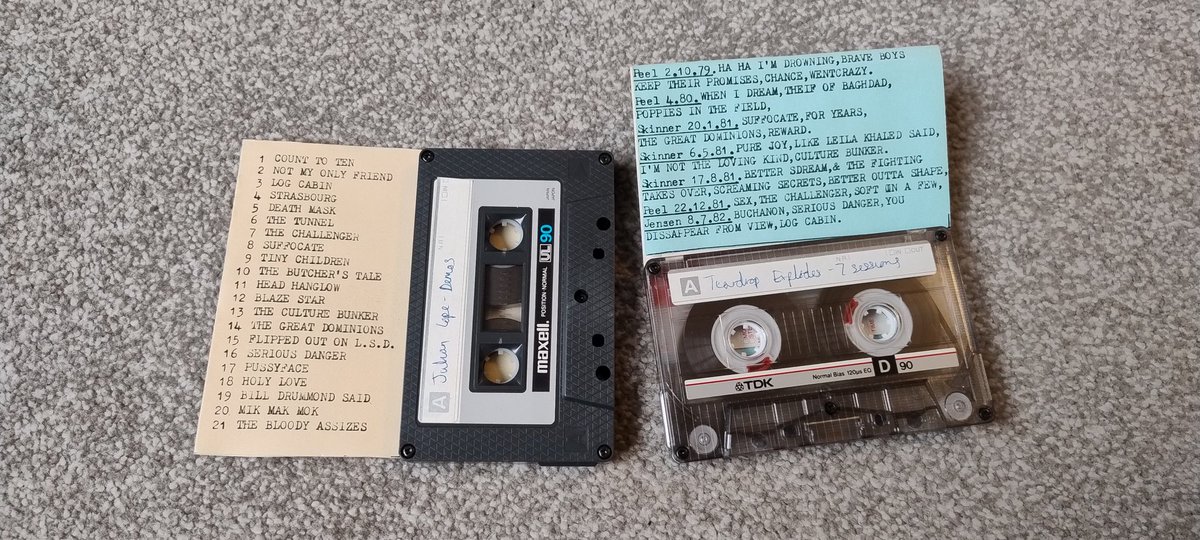 1 COUNT TO TEN
2 NOT MY ONLY FRIEND
3 LOG CABIN
4 STRASBOURG
5 DEATH MASK
6 THE TUNNEL
7 THE CHALLENGER
8 SUFFOCATE
9 TINY CHILDREN
10 THE BUTCHER'S TALE
11 HEAD HANGLOW
12 BLAZE STAR
13 THE CULTURE BUNKER
14 THE GREAT DOMINIONS
15 FLIPPED OUT ON L.S.D.
16 SERIOUS DANGER
17 PUSSYFACE
18 HOLY LOVE
19 BILL DRUMMOND SAID
20 MIK MAK MOK
21 THE BLOODY ASSIZES
A Julian Cope - Demos
maxell. POSITION-NORMAL UL 90
Peel 2.10.79. HA HA I'M DROWNING,BRAVE BOYS
KEEP THEIR PROMISES,CHANCE,WENTCRAZY.
Peel 4.80. WHEN I DREAM,THEIF OF BAGHDAD,
POPPIES IN THE FIELD,
Skinner 20.1.81. SUFFOCATE,FOR YEARS,
THE GREAT DOMINIONS,REWARD.
Skinner 6.5.81. PURE JOY,LIKE LEILA KHALED SAID,
I'M NOT THE LOVING KIND,CULTURE BUNKER.
Skinner 17.8.81. BETTER SDREAM,& THE FIGHTING
TAKES OVER,SCREAMING SECRETS,BETTER OUTTA SHAPE,
Peel 22.12.81. SEX,THE CHALLENGER,SOFT IN A FEW,
Jensen 8.7.82. BUCHANON,SERIOUS DANGER,YOU
DISSAPPEAR FROM VIEW,LOG CABIN.
A Teardrop Explodes - 7 sessions
TDK Normal Bias 120µs EQ D 90